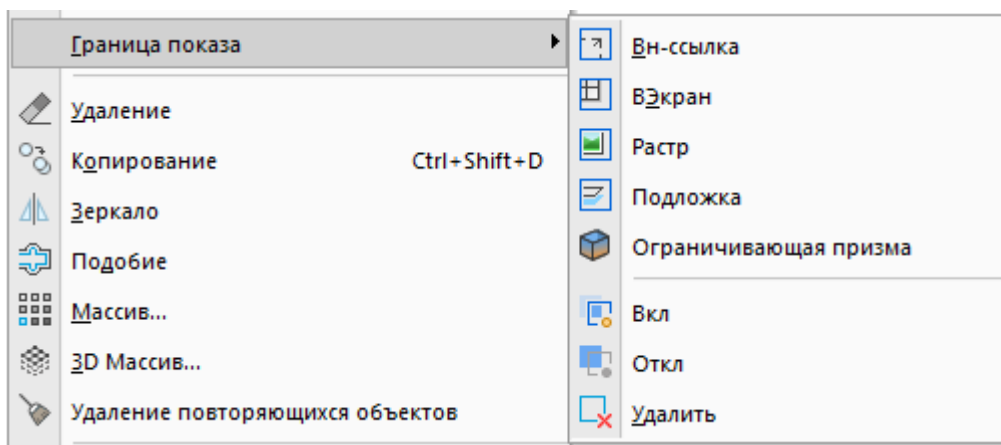 Граница показа
Удаление
Копирование Ctrl+Shift+D
Зеркало
Подобие
Массив...
3D Массив...
Удаление повторяющихся объектов
Вн-ссылка
ВЭкран
Растр
Подложка
Ограничивающая призма
Вкл
Откл
Удалить